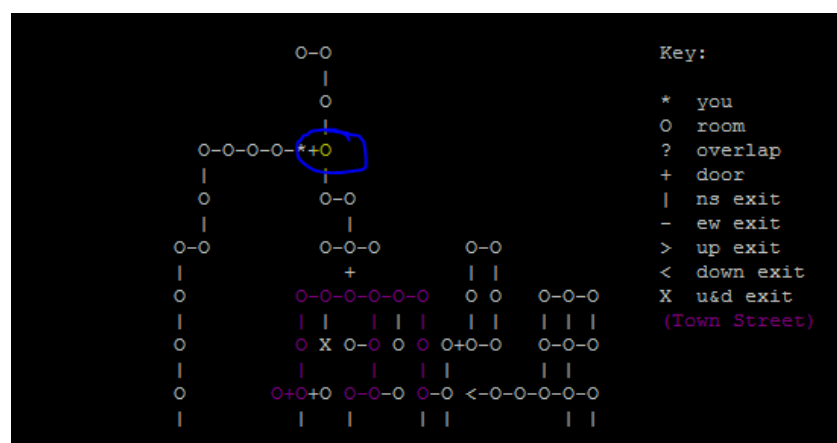 O-O Key:
|
O * you
| O room
O-O-O-O-*+O ? overlap
| | + door
O O-O | ns exit
| | - ew exit
O-O O-O-O O-O > up exit
| + | | < down exit
O O-O-O-O-O-O O O O-O-O X u&d exit
| | | | | | | | | | | (Town Street)
O O X O-O O O O+O-O O-O-O
| | | | | | | |
O O+O+O O-O-O O-O <-O-O-O-O-O
| | | | | | |